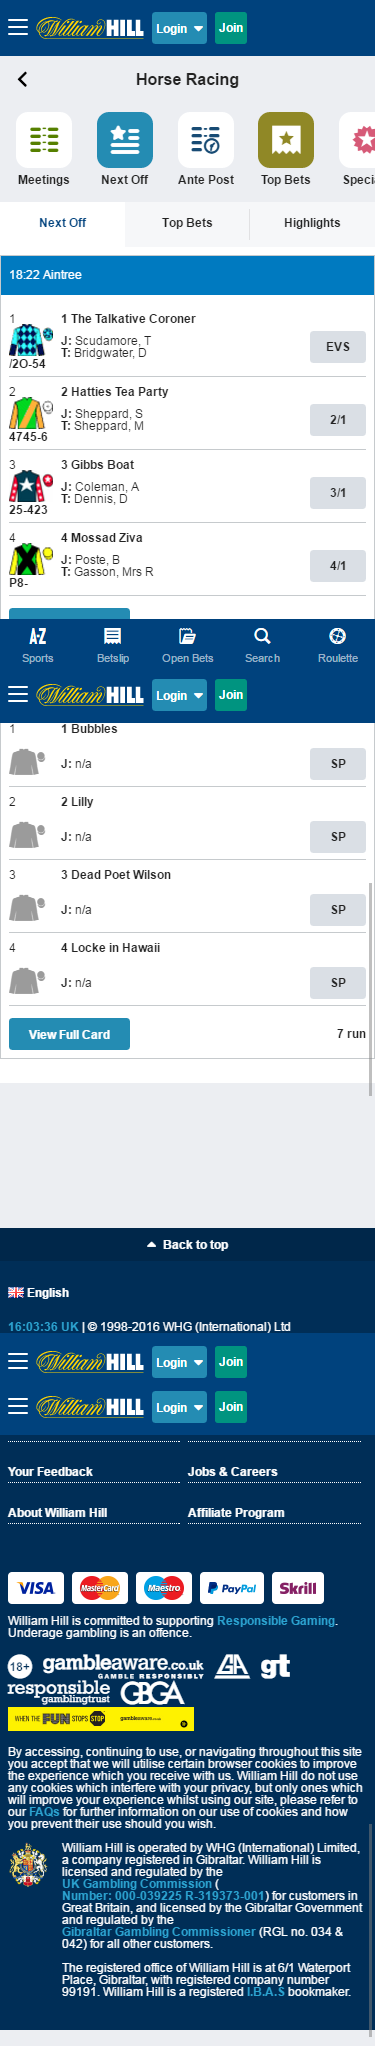 William HILL Login Join
Horse Racing
Meetings Next Off Ante Post Top Bets Specia
Next Off Top Bets Highlights
18:22 Aintree
1 1 The Talkative Coroner
J: Scudamore, T
T: Bridgwater, D
EVS
/2O-54
2 2 Hatties Tea Party
J: Sheppard, S
T: Sheppard, M
2/1
4745-6
3 3 Gibbs Boat
J: Coleman, A
T: Dennis, D
3/1
25-423
4 4 Mossad Ziva
J: Poste, B
T: Gasson, Mrs R
4/1
P8-
A-Z
Sports Betslip Open Bets Search Roulette
William HILL Login Join
1 1 Bubbles
J: n/a SP
2 2 Lilly
J: n/a SP
3 3 Dead Poet Wilson
J: n/a SP
4 4 Locke in Hawaii
J: n/a SP
View Full Card 7 run
Back to top
English
16:03:36 UK | © 1998-2016 WHG (International) Ltd
William HILL Login Join
William HILL Login Join
Your Feedback Jobs & Careers
About William Hill Affiliate Program
VISA MasterCard Maestro PayPal Skrill
William Hill is committed to supporting Responsible Gaming.
Underage gambling is an offence.
18+ gambleaware.co.uk
GAMBLE RESPONSIBLY
gt
responsible
gamblingtrust
GBGA
WHEN THE FUN STOPS STOP gambleaware.co.uk
By accessing, continuing to use, or navigating throughout this site
you accept that we will utilise certain browser cookies to improve
the experience which you receive with us. William Hill do not use
any cookies which interfere with your privacy, but only ones which
will improve your experience whilst using our site, please refer to
our FAQs for further information on our use of cookies and how
you prevent their use should you wish.
William Hill is operated by WHG (International) Limited,
a company registered in Gibraltar. William Hill is
licensed and regulated by the
UK Gambling Commission (
Number: 000-039225 R-319373-001) for customers in
Great Britain, and licensed by the Gibraltar Government
and regulated by the
Gibraltar Gambling Commissioner (RGL no. 034 &
042) for all other customers.
The registered office of William Hill is at 6/1 Waterport
Place, Gibraltar, with registered company number
99191. William Hill is a registered I.B.A.S bookmaker.